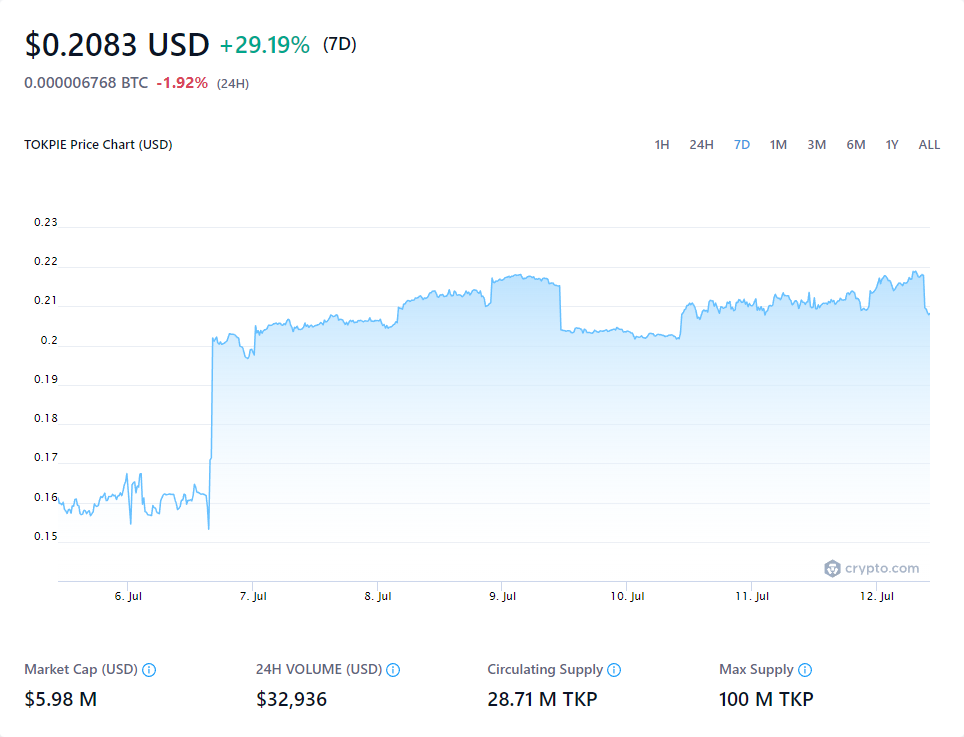 $0.2083 USD +29.19% (7D)
0.000006768 BTC -1.92% (24H)
TOKPIE Price Chart (USD) 1H 24H 7D 1M 3M 6M 1Y ALL
0.23
0.22
0.21
0.2
0.19
0.18
0.17
0.16
0.15
crypto.com
6. Jul 7. Jul 8. Jul 9. Jul 10. Jul 11. Jul 12. Jul
Market Cap (USD) 24H VOLUME (USD) Circulating Supply Max Supply
$5.98 M $32,936 28.71 M TKP 100 M TKP